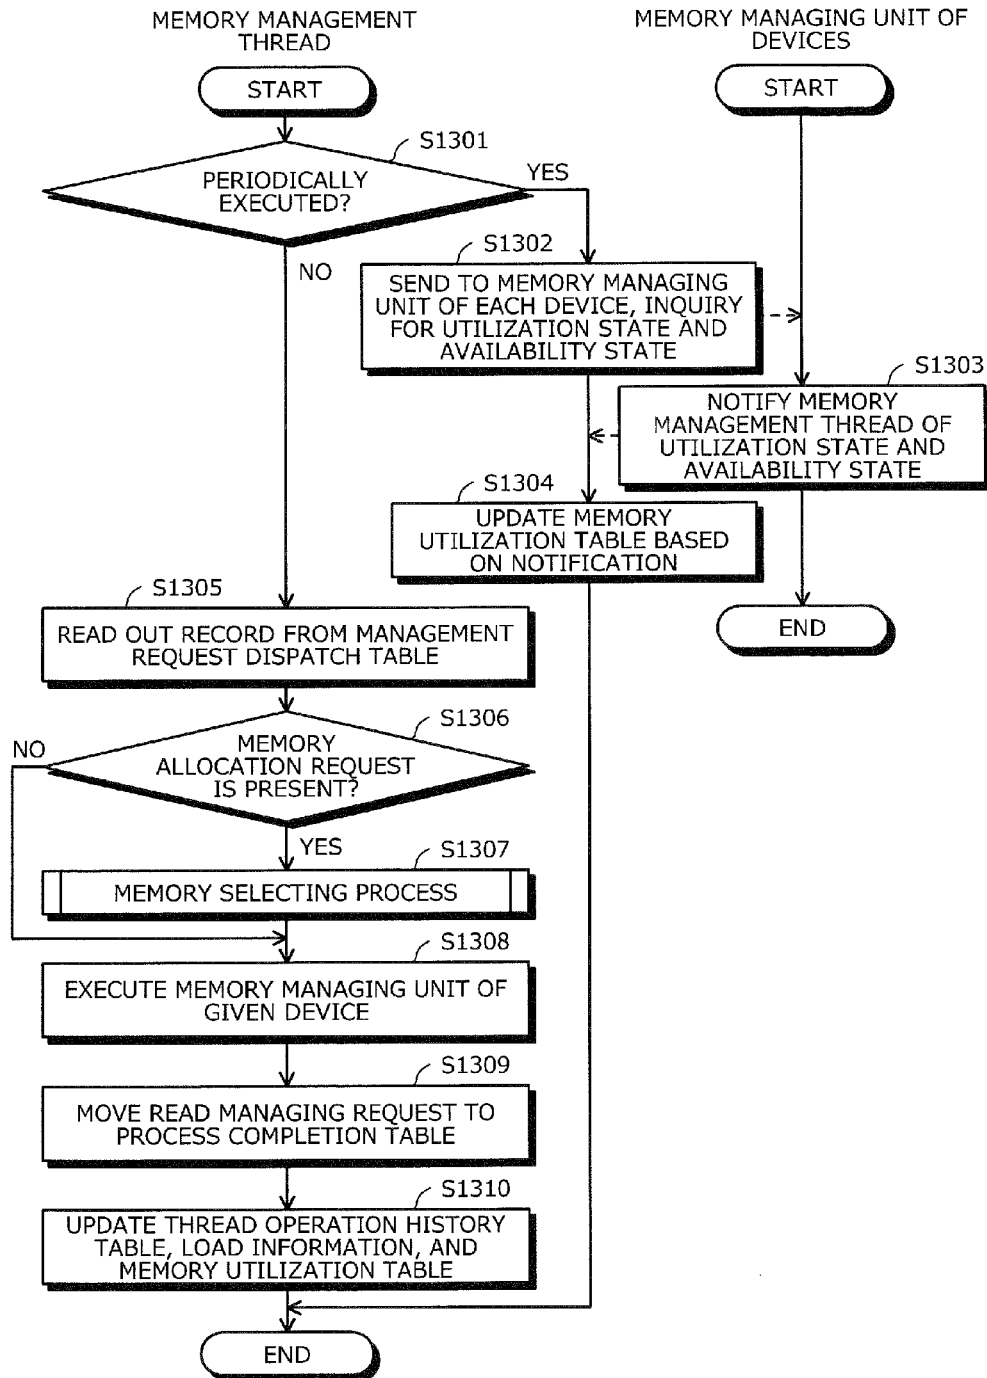 MEMORY MANAGEMENT
THREAD
MEMORY MANAGING UNIT OF
DEVICES
START
START
S1301
PERIODICALLY
EXECUTED?
YES
NO
S1302
SEND TO MEMORY MANAGING
UNIT OF EACH DEVICE, INQUIRY
FOR UTILIZATION STATE AND
AVAILABILITY STATE
S1303
NOTIFY MEMORY
MANAGEMENT THREAD OF
UTILIZATION STATE AND
AVAILABILITY STATE
S1304
UPDATE MEMORY
UTILIZATION TABLE BASED
ON NOTIFICATION
END
S1305
READ OUT RECORD FROM MANAGEMENT
REQUEST DISPATCH TABLE
S1306
NO
MEMORY
ALLOCATION REQUEST
IS PRESENT?
YES
S1307
MEMORY SELECTING PROCESS
S1308
EXECUTE MEMORY MANAGING UNIT OF
GIVEN DEVICE
S1309
MOVE READ MANAGING REQUEST TO
PROCESS COMPLETION TABLE
S1310
UPDATE THREAD OPERATION HISTORY
TABLE, LOAD INFORMATION, AND
MEMORY UTILIZATION TABLE
END